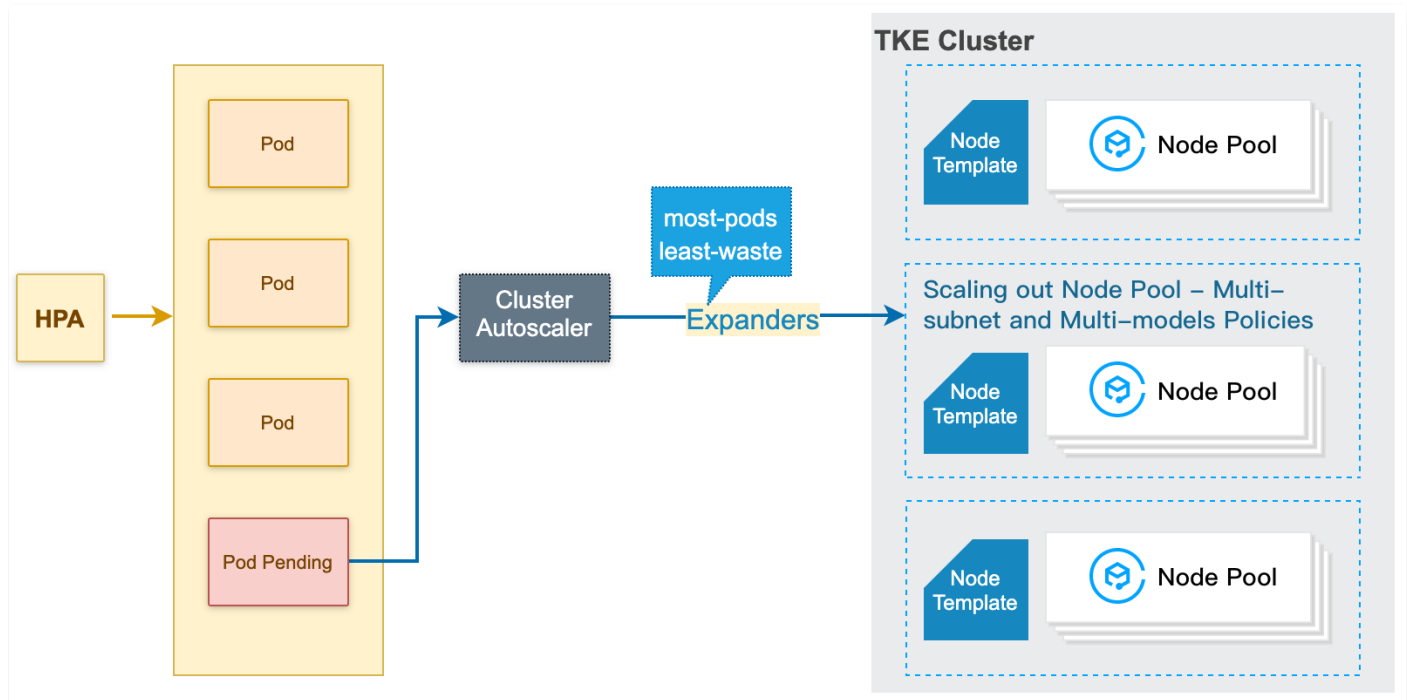 HPA
Pod
Pod
Pod
Pod Pending
Cluster
Autoscaler
most-pods
least-waste
Expanders
TKE Cluster
Node
Template
Node Pool
Scaling out Node Pool – Multi–
subnet and Multi–models Policies
Node
Template
Node Pool
Node
Template
Node Pool